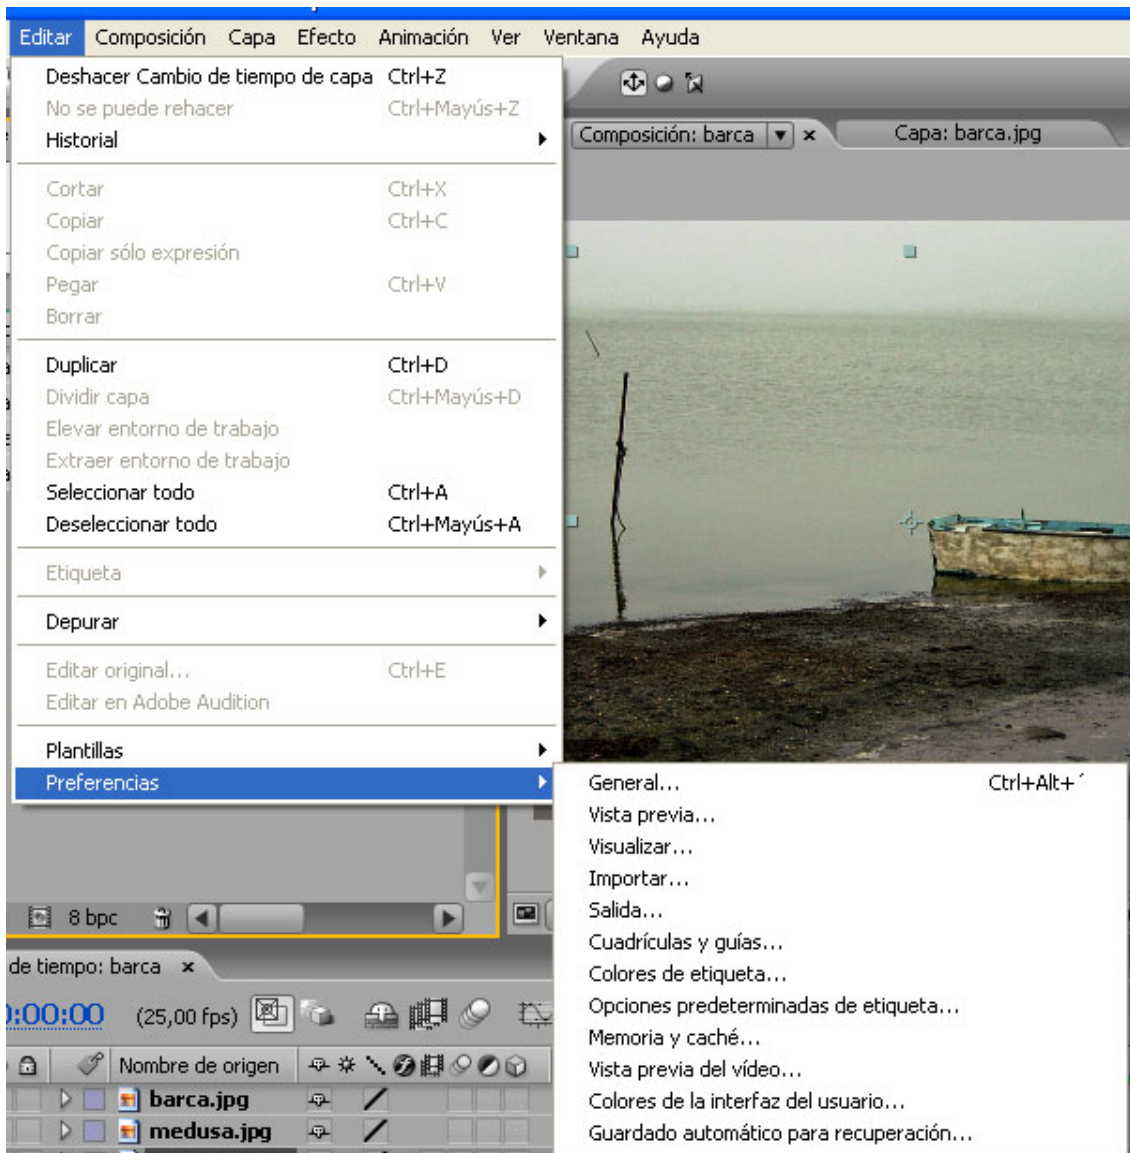 Editar Composición Capa Efecto Animación Ver Ventana Ayuda
Deshacer Cambio de tiempo de capa Ctrl+Z
No se puede rehacer Ctrl+Mayús+Z
Historial
Composición: barca Capa: barca.jpg
Cortar Ctrl+X
Copiar Ctrl+C
Copiar sólo expresión
Pegar Ctrl+V
Borrar
Duplicar Ctrl+D
Dividir capa Ctrl+Mayús+D
Elevar entorno de trabajo
Extraer entorno de trabajo
Seleccionar todo Ctrl+A
Deseleccionar todo Ctrl+Mayús+A
Etiqueta
Depurar
Editar original... Ctrl+E
Editar en Adobe Audition
Plantillas
Preferencias
General... Ctrl+Alt+´
Vista previa...
Visualizar...
Importar...
Salida...
Cuadrículas y guías...
Colores de etiqueta...
Opciones predeterminadas de etiqueta...
Memoria y caché...
Vista previa del vídeo...
Colores de la interfaz del usuario...
Guardado automático para recuperación...
8 bpc
de tiempo: barca
:00:00 (25,00 fps)
Nombre de origen
barca.jpg
medusa.jpg